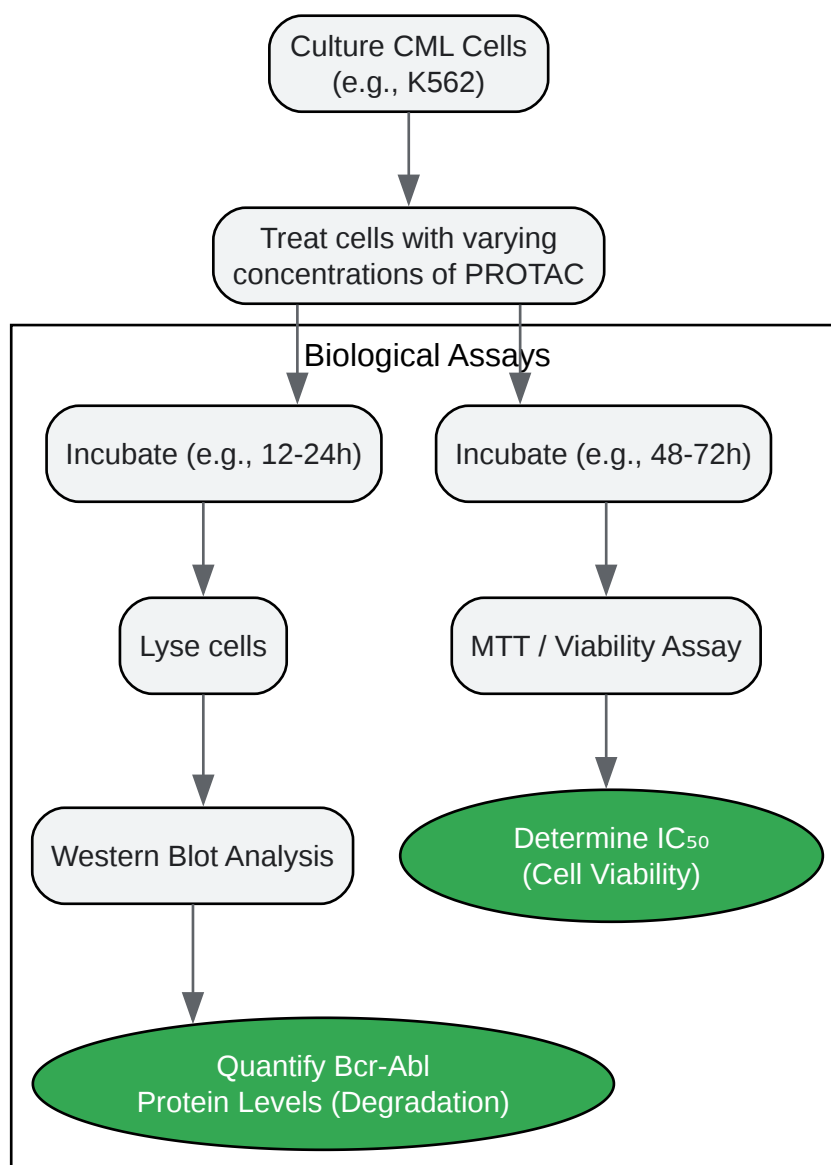 Culture CML Cells
(e.g., K562)
Treat cells with varying
concentrations of PROTAC
Biological Assays
Incubate (e.g., 12-24h)
Incubate (e.g., 48-72h)
Lyse cells
MTT / Viability Assay
Western Blot Analysis
Determine IC₅₀
(Cell Viability)
Quantify Bcr-Abl
Protein Levels (Degradation)